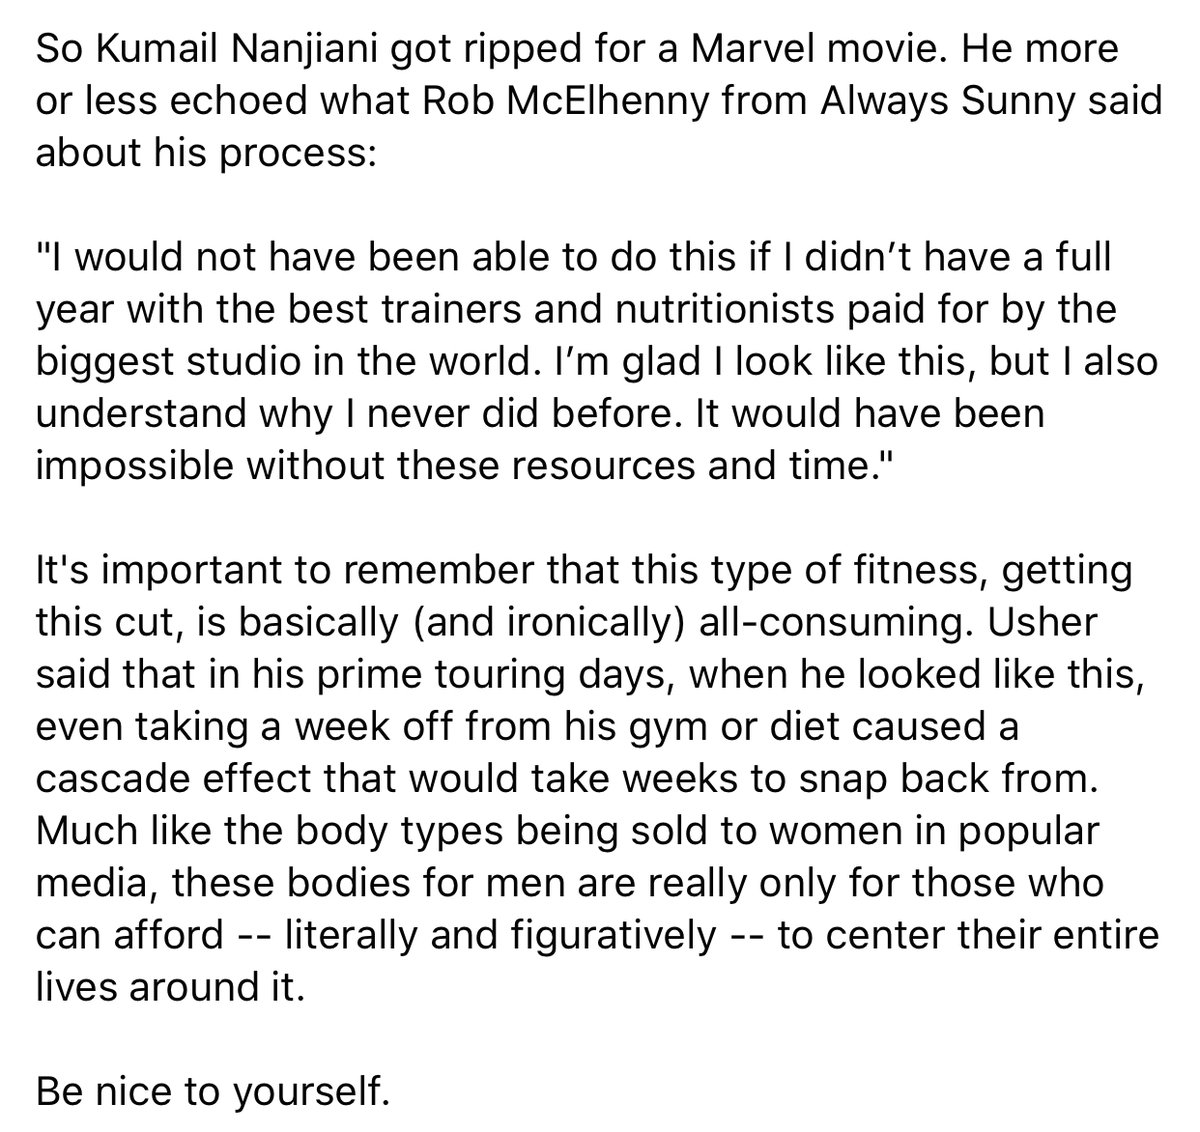 So Kumail Nanjiani got ripped for a Marvel movie. He more
or less echoed what Rob McElhenny from Always Sunny said
about his process:
"I would not have been able to do this if I didn’t have a full
year with the best trainers and nutritionists paid for by the
biggest studio in the world. I’m glad I look like this, but I also
understand why I never did before. It would have been
impossible without these resources and time."
It's important to remember that this type of fitness, getting
this cut, is basically (and ironically) all-consuming. Usher
said that in his prime touring days, when he looked like this,
even taking a week off from his gym or diet caused a
cascade effect that would take weeks to snap back from.
Much like the body types being sold to women in popular
media, these bodies for men are really only for those who
can afford -- literally and figuratively -- to center their entire
lives around it.
Be nice to yourself.